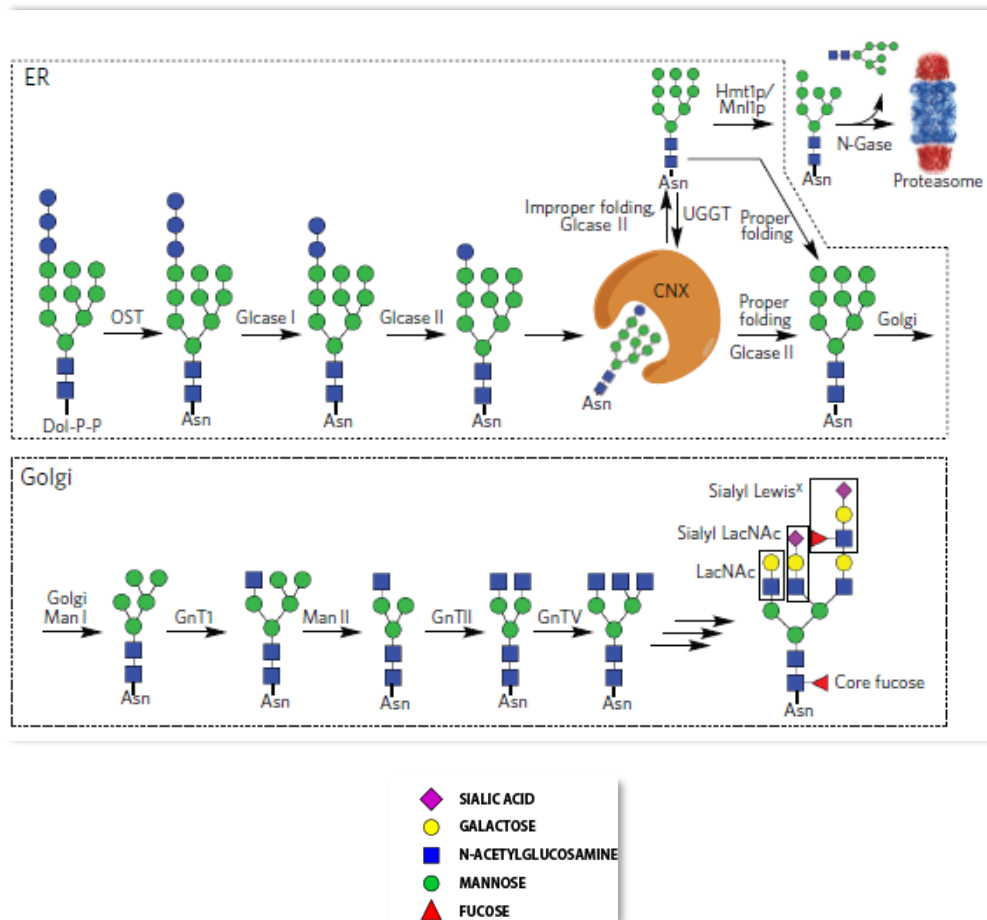 ER
Hmt1p/
Mnl1p
N-Gase
Proteasome
Asn
Asn
Improper folding,
Glcase II
UGGT
Proper
folding
CNX
OST
Glcase I
Glcase II
Proper
folding
Glcase II
Golgi
Dol-P-P
Asn
Asn
Asn
Asn
Asn
Golgi
Sialyl Lewisˣ
Sialyl LacNAc
LacNAc
Golgi
Man I
GnT1
Man II
GnTII
GnTV
Core fucose
Asn
Asn
Asn
Asn
Asn
Asn
SIALIC ACID
GALACTOSE
N-ACETYLGLUCOSAMINE
MANNOSE
FUCOSE